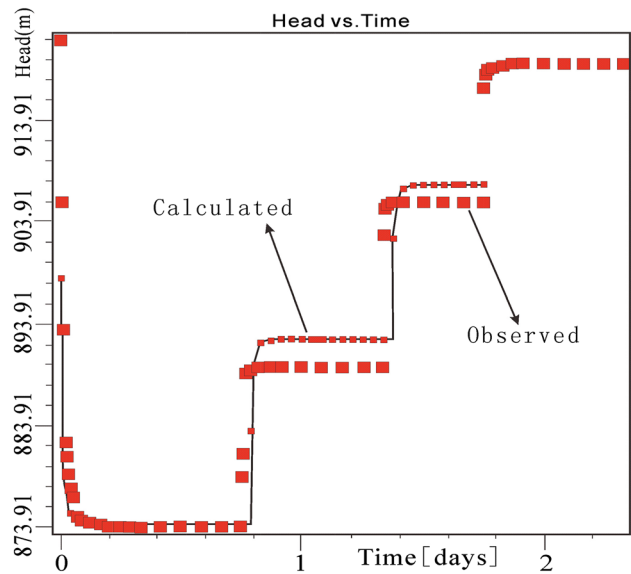 Head vs.Time
Head(m)
913.91
903.91
893.91
883.91
873.91
Calculated
Observed
0
1
2
Time[days]